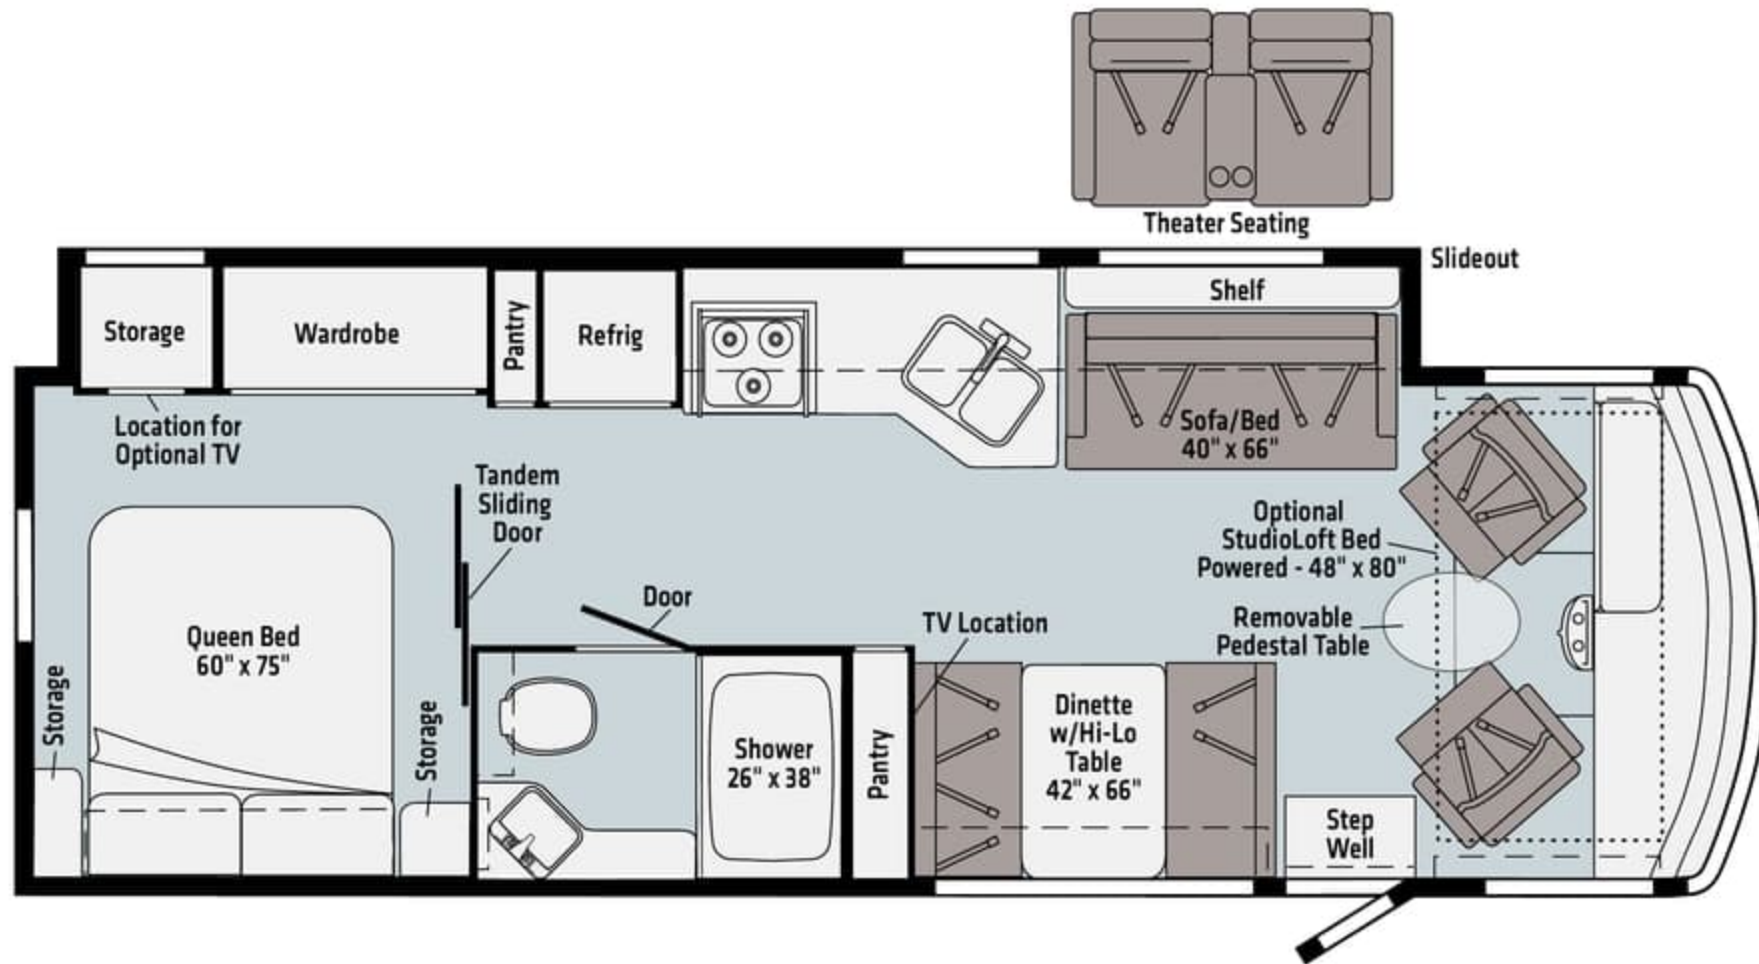 Theater Seating
Slideout
Shelf
Storage
Wardrobe
Pantry
Refrig
Location for
Optional TV
Sofa/Bed
40" x 66"
Tandem
Sliding
Door
Optional
StudioLoft Bed
Powered - 48" x 80"
Door
TV Location
Removable
Pedestal Table
Queen Bed
60" x 75"
Storage
Storage
Shower
26" x 38"
Pantry
Dinette
w/Hi-Lo
Table
42" x 66"
Step
Well